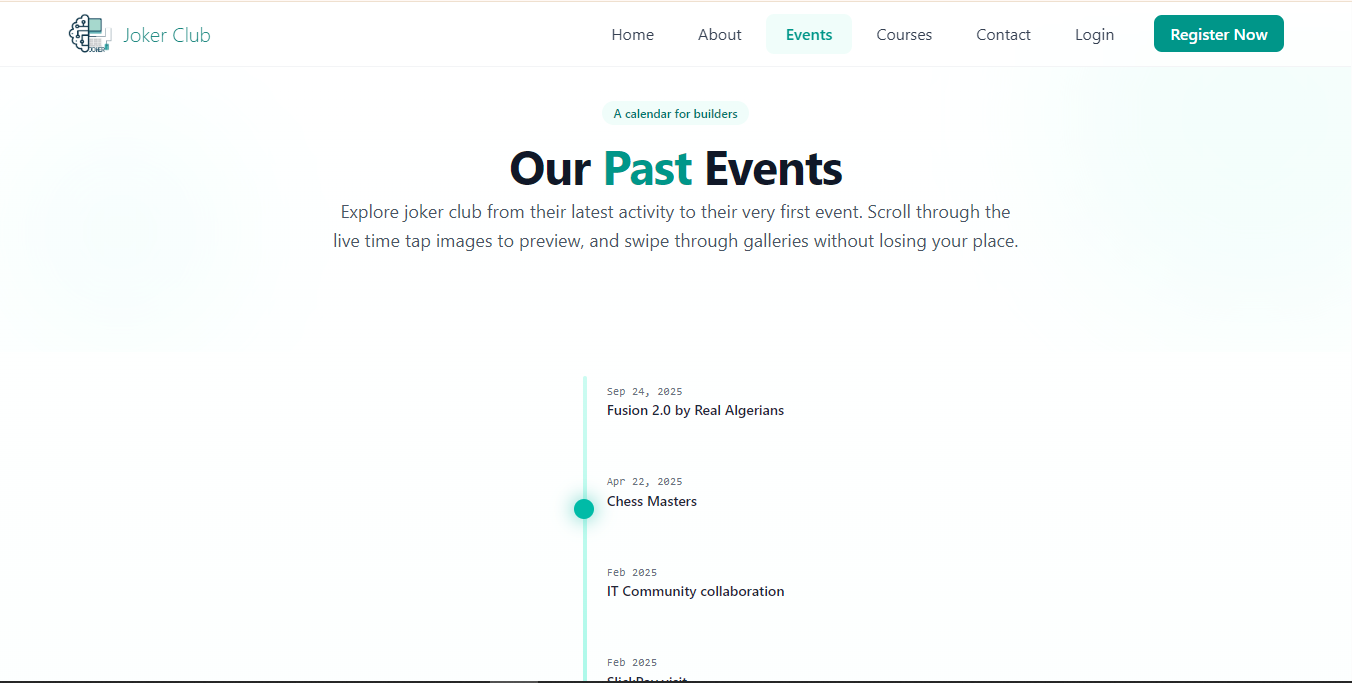 JOKER
Joker Club
Home
About
Events
Courses
Contact
Login
Register Now
A calendar for builders
Our Past Events
Explore joker club from their latest activity to their very first event. Scroll through the
live time tap images to preview, and swipe through galleries without losing your place.
Sep 24, 2025
Fusion 2.0 by Real Algerians
Apr 22, 2025
Chess Masters
Feb 2025
IT Community collaboration
Feb 2025
SlickPay visit